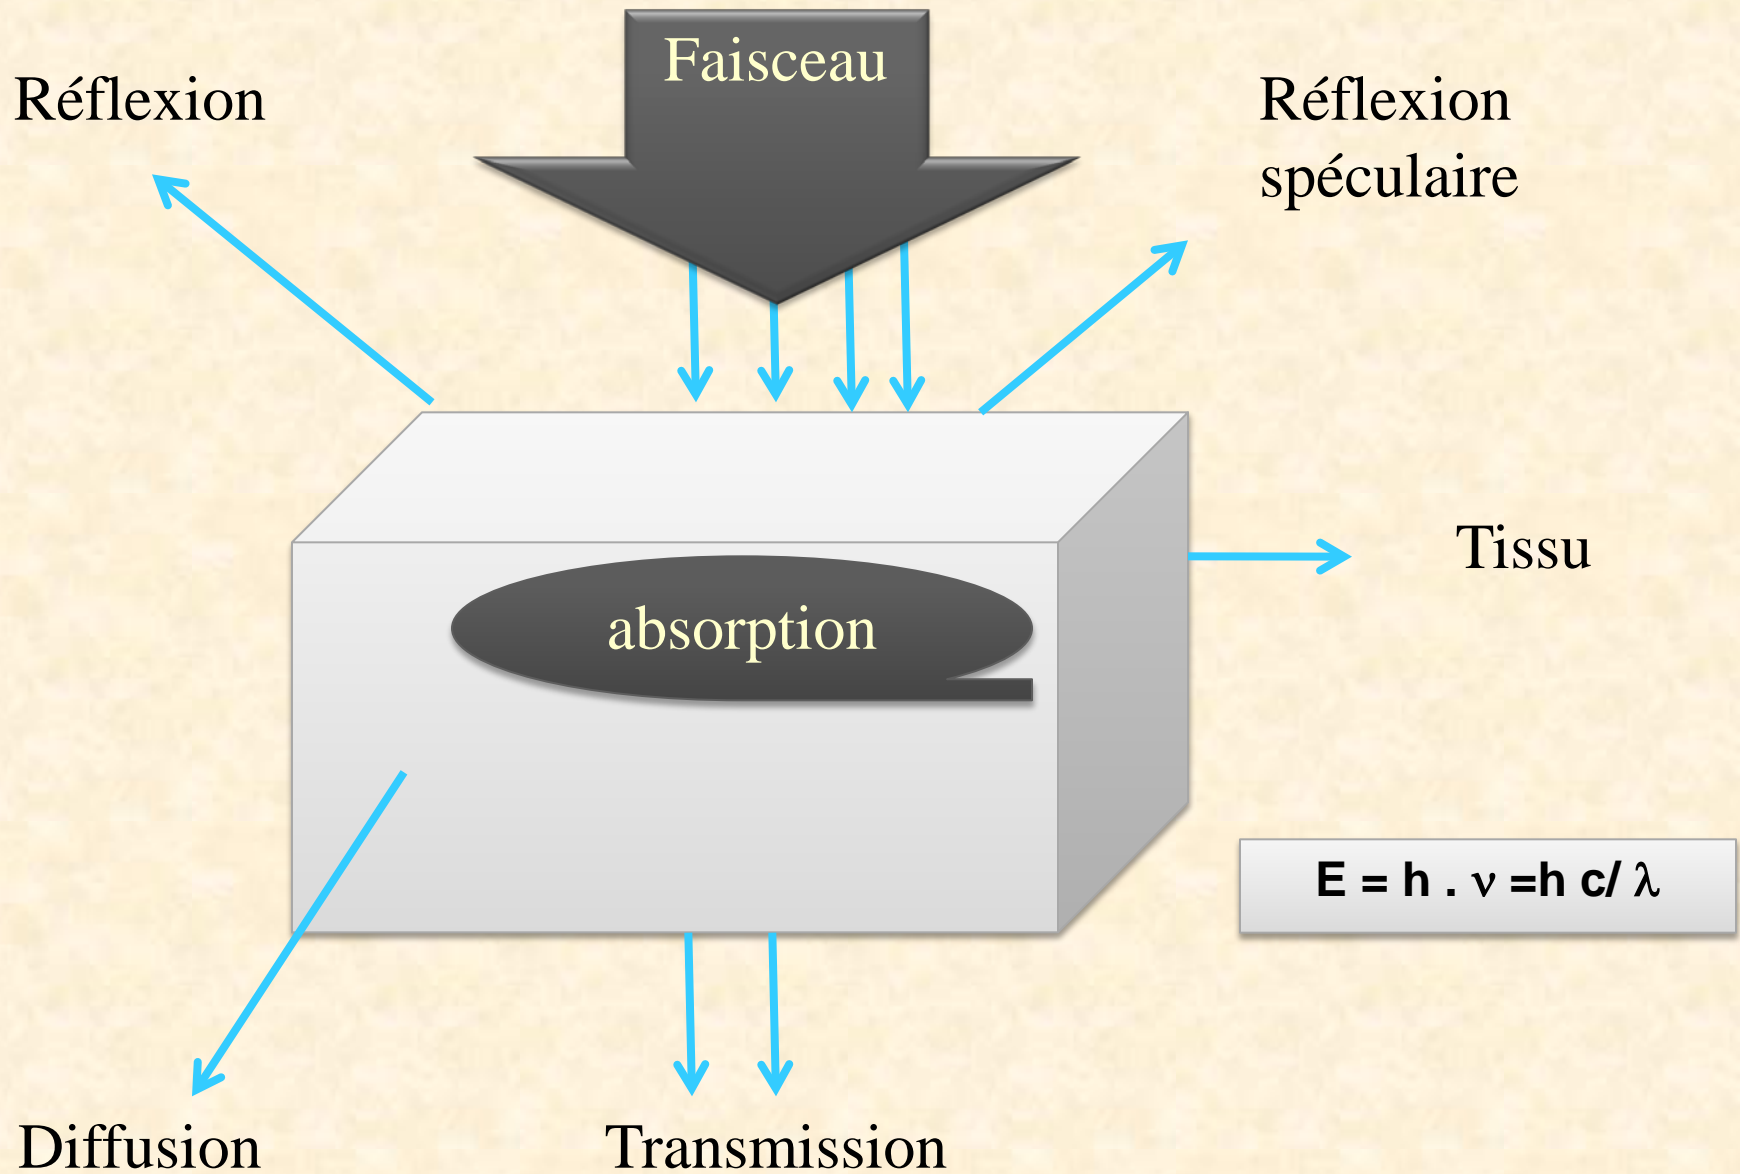 Faisceau
Réflexion
Réflexion
spéculaire
Tissu
absorption
E = h . ν =h c/ λ
Diffusion
Transmission